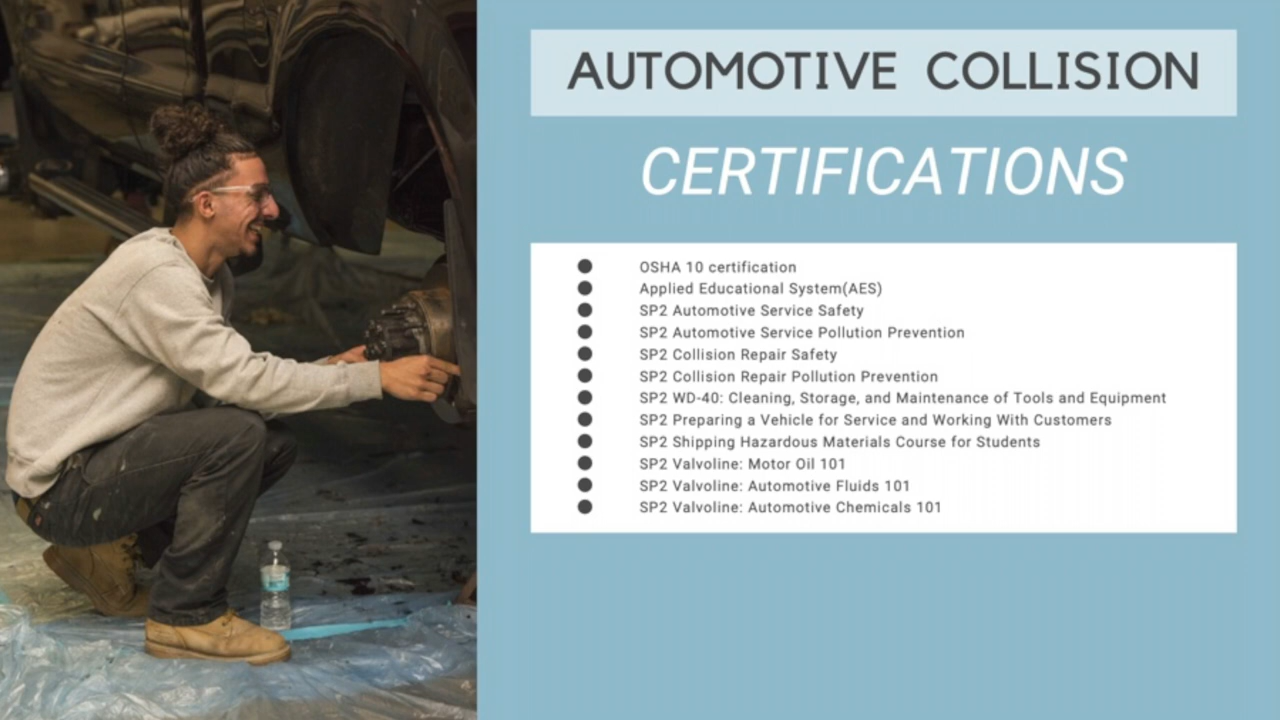 AUTOMOTIVE COLLISION
CERTIFICATIONS
● OSHA 10 certification
● Applied Educational System(AES)
● SP2 Automotive Service Safety
● SP2 Automotive Service Pollution Prevention
● SP2 Collision Repair Safety
● SP2 Collision Repair Pollution Prevention
● SP2 WD-40: Cleaning, Storage, and Maintenance of Tools and Equipment
● SP2 Preparing a Vehicle for Service and Working With Customers
● SP2 Shipping Hazardous Materials Course for Students
● SP2 Valvoline: Motor Oil 101
● SP2 Valvoline: Automotive Fluids 101
● SP2 Valvoline: Automotive Chemicals 101